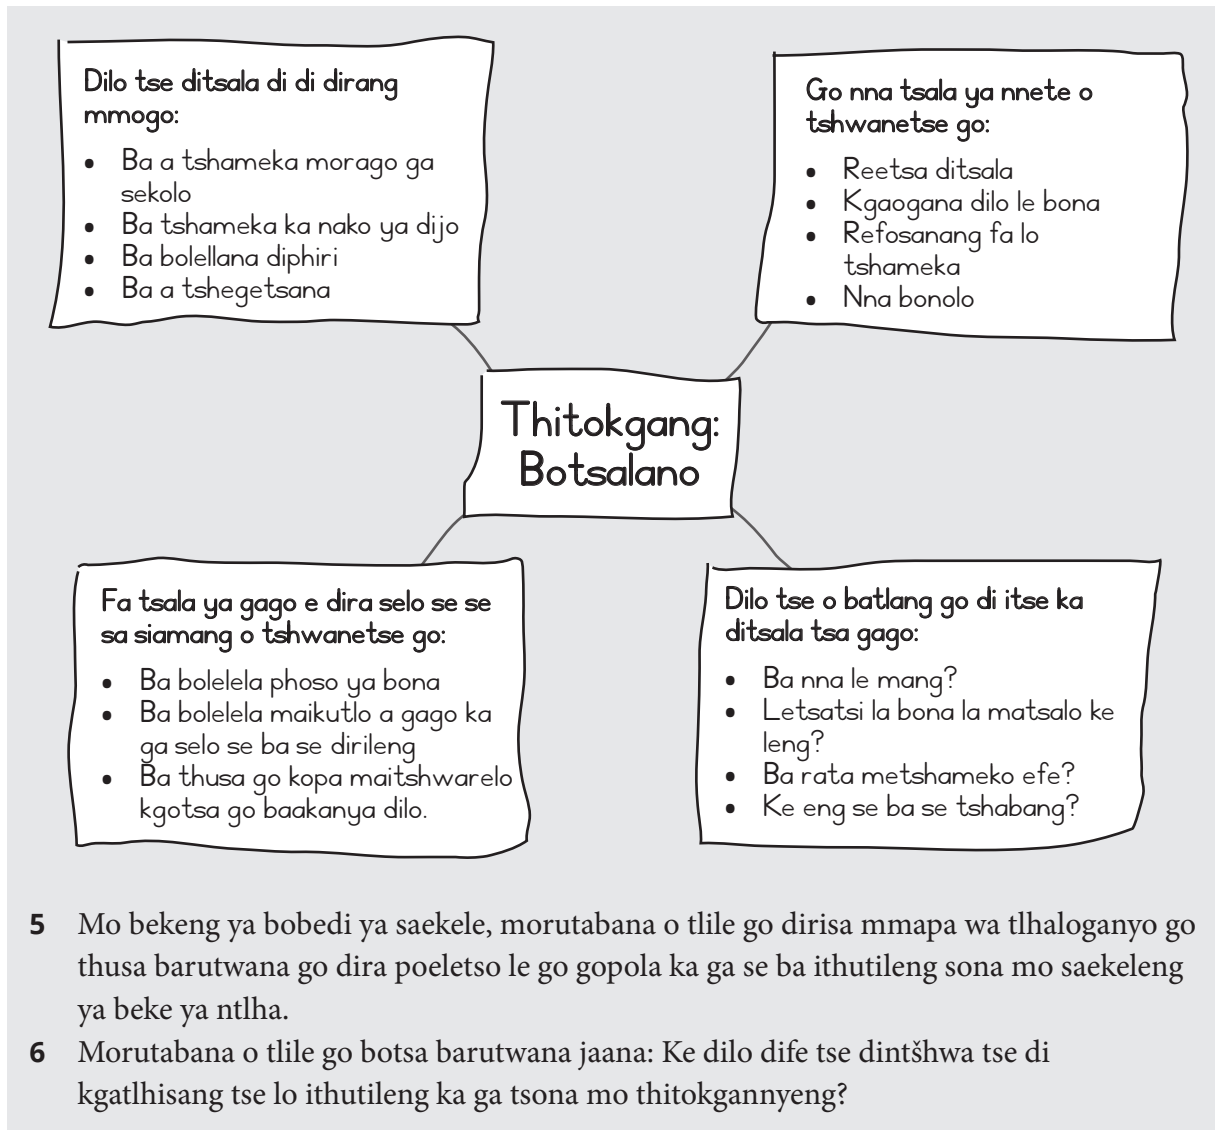 Dilo tse ditsala di di dirang
mmogo:
• Ba a tshameka morago ga
sekolo
• Ba tshameka ka nako ya dijo
• Ba bolellana diphiri
• Ba a tshegetsana
Go nna tsala ya nnete o
tshwanetse go:
• Reetsa ditsala
• Kgaogana dilo le bona
• Refosanang fa lo
tshameka
• Nna bonolo
Thitokgang:
Botsalano
Fa tsala ya gago e dira selo se se
sa siamang o tshwanetse go:
• Ba bolelela phoso ya bona
• Ba bolelela maikutlo a gago ka
ga selo se ba se dirileng
• Ba thusa go kopa maitshwarelo
kgotsa go baakanya dilo.
Dilo tse o batlang go di itse ka
ditsala tsa gago:
• Ba nna le mang?
• Letsatsi la bona la matsalo ke
leng?
• Ba rata metshameko efe?
• Ke eng se ba se tshabang?
5 Mo bekeng ya bobedi ya saekele, morutabana o tlile go dirisa mmapa wa tlhaloganyo go
thusa barutwana go dira poeletso le go gopola ka ga se ba ithutileng sona mo saekeleng
ya beke ya ntlha.
6 Morutabana o tlile go botsa barutwana jaana: Ke dilo dife tse dintšhwa tse di
kgatlhisang tse lo ithutileng ka ga tsona mo thitokgannyeng?